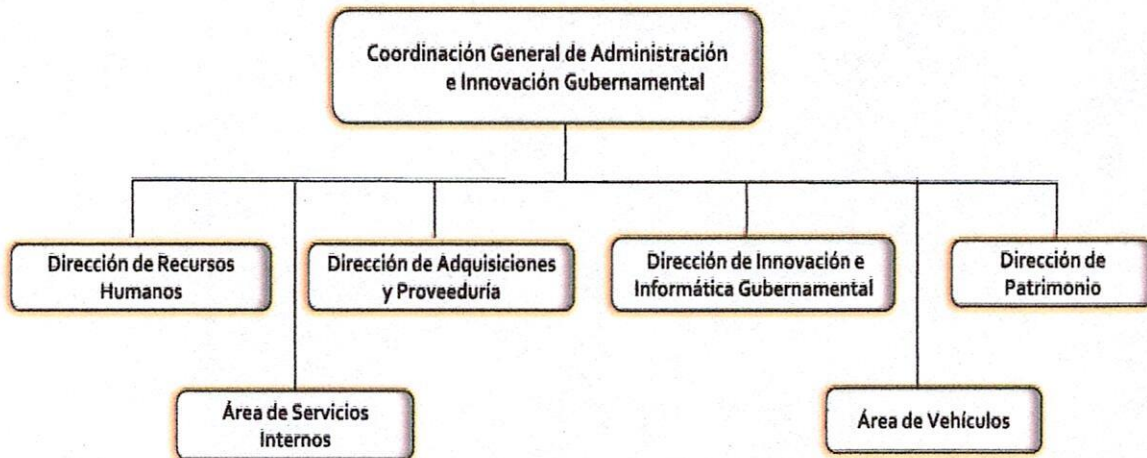 Coordinación General de Administración
e Innovación Gubernamental
Dirección de Recursos
Humanos
Dirección de Adquisiciones
y Proveeduría
Dirección de Innovación e
Informática Gubernamental
Dirección de
Patrimonio
Área de Servicios
Internos
Área de Vehículos